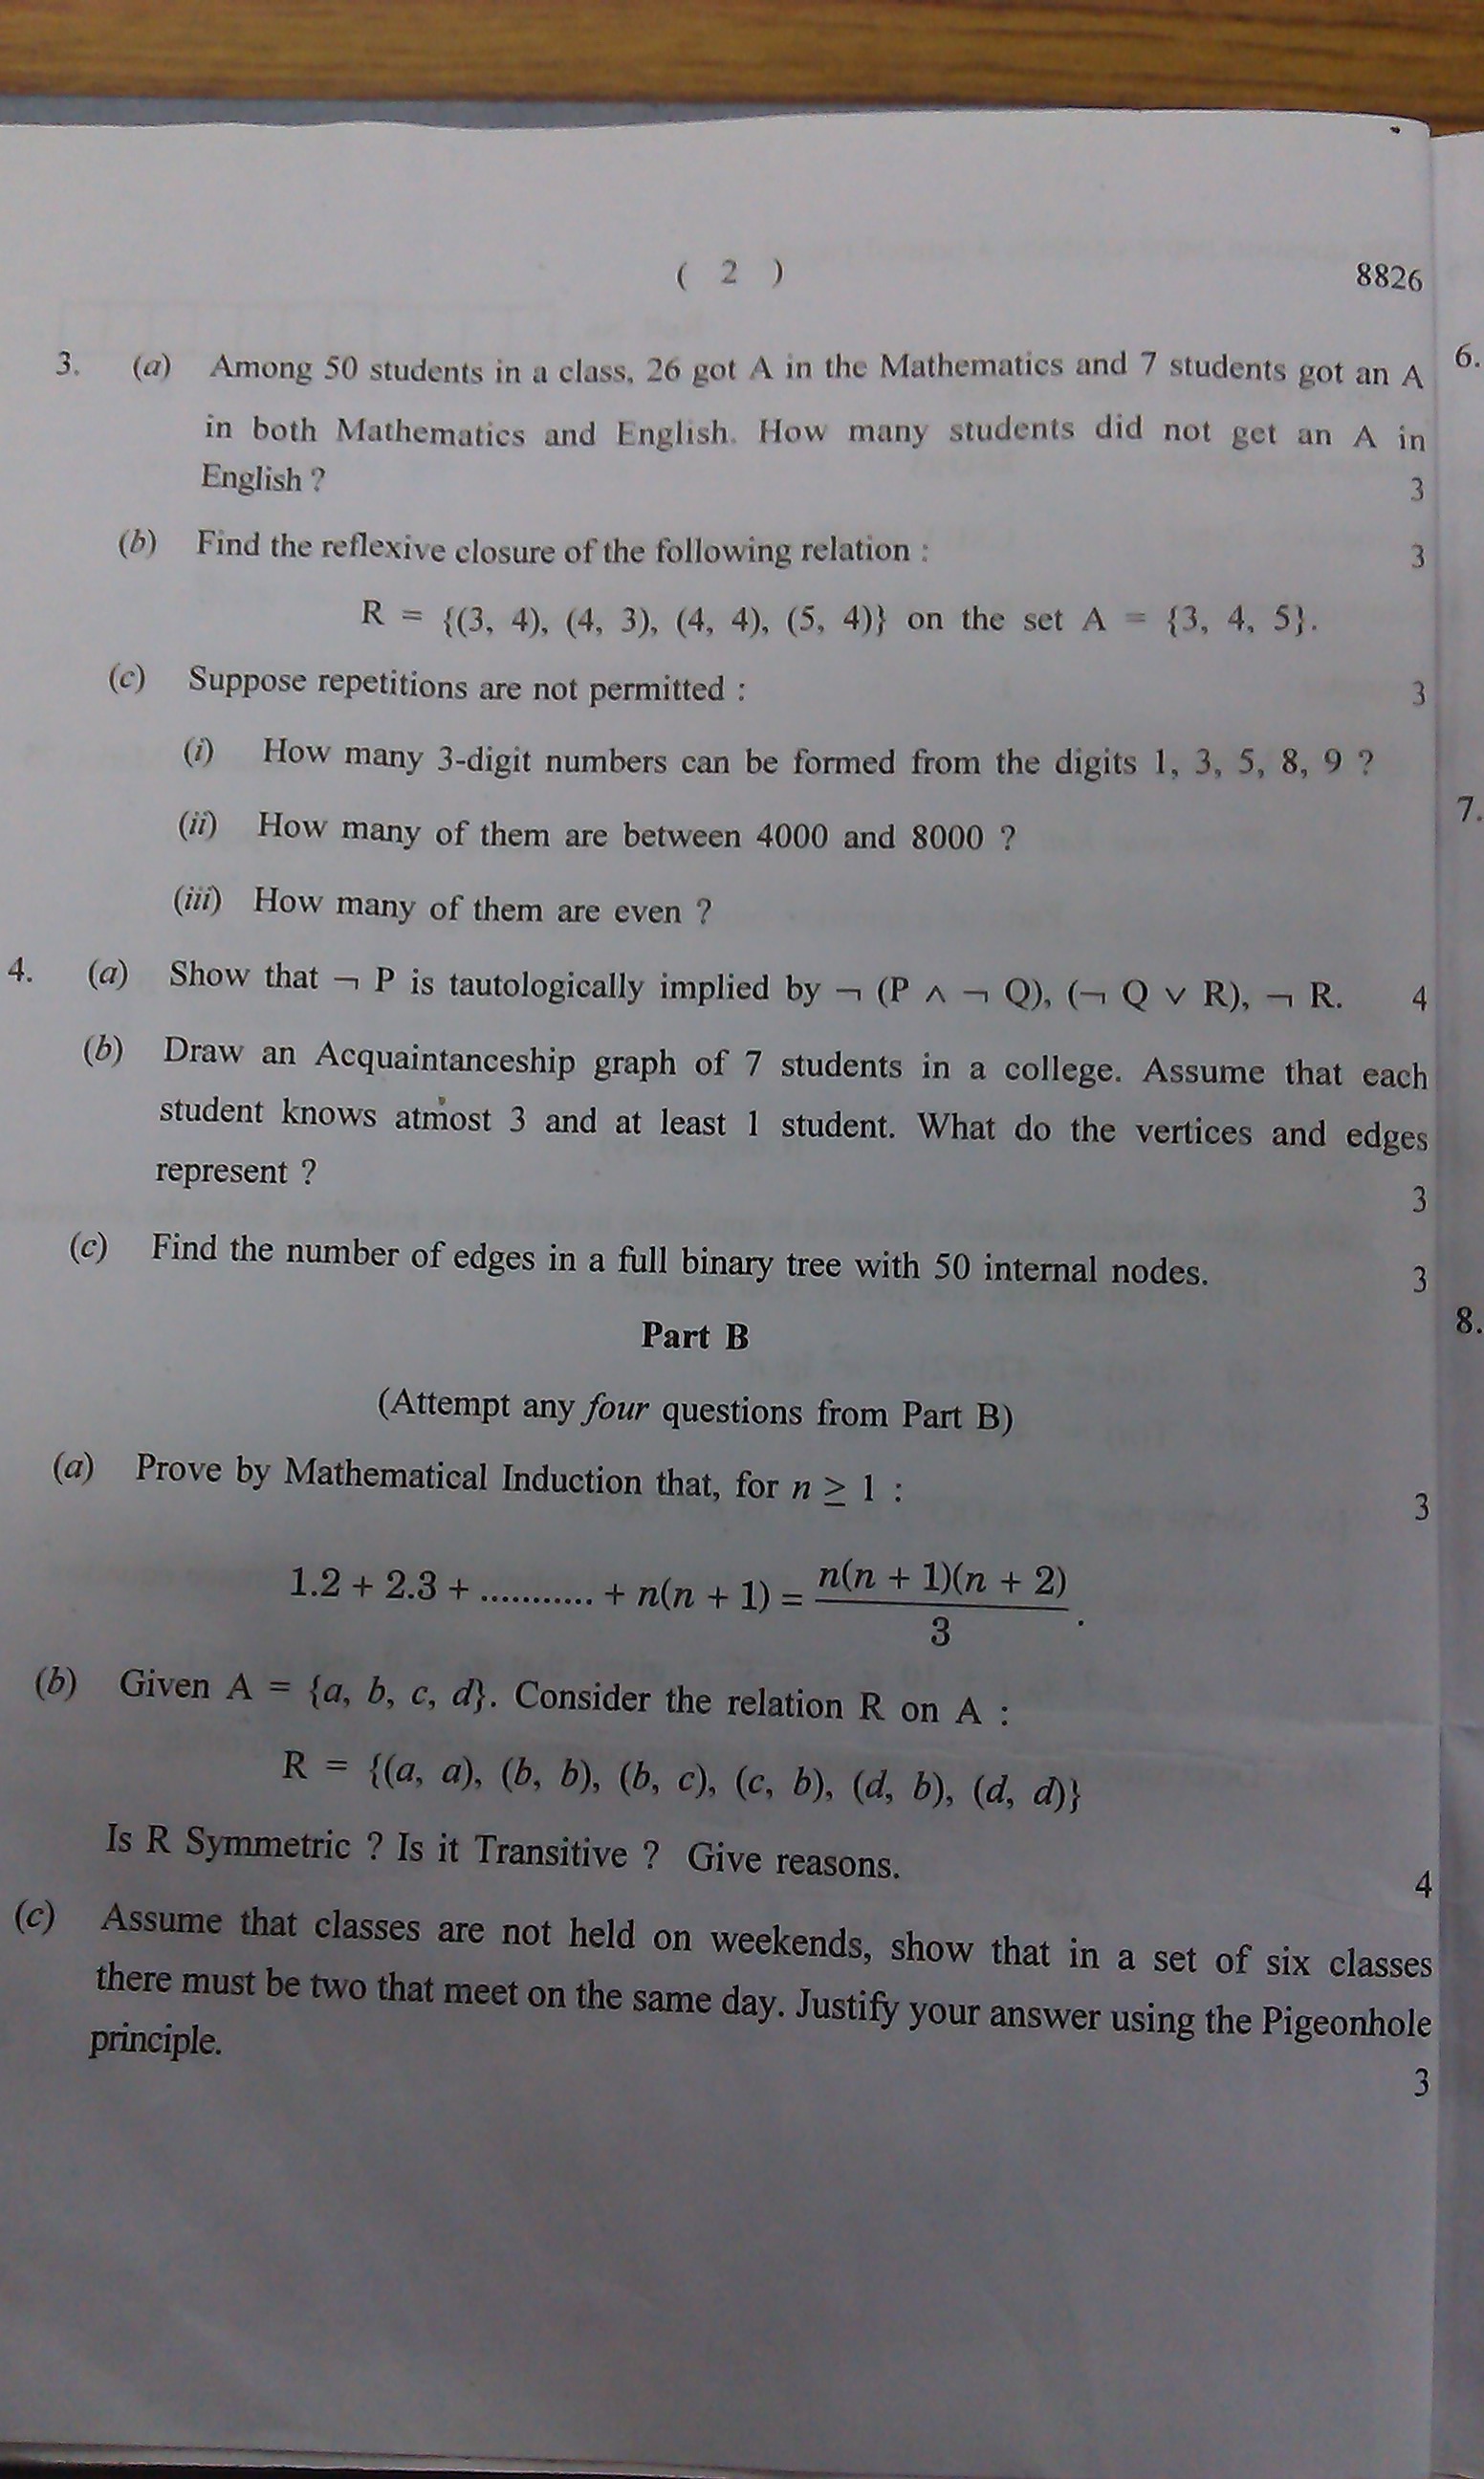 ( 2 ) 8826
3. (a) Among 50 students in a class, 26 got A in the Mathematics and 7 students got an A
in both Mathematics and English. How many students did not get an A in
English ? 3
(b) Find the reflexive closure of the following relation : 3
R = {(3, 4), (4, 3), (4, 4), (5, 4)} on the set A = {3, 4, 5}.
(c) Suppose repetitions are not permitted : 3
(i) How many 3-digit numbers can be formed from the digits 1, 3, 5, 8, 9 ?
(ii) How many of them are between 4000 and 8000 ?
(iii) How many of them are even ?
4. (a) Show that ¬ P is tautologically implied by ¬ (P ∧ ¬ Q), (¬ Q ∨ R), ¬ R. 4
(b) Draw an Acquaintanceship graph of 7 students in a college. Assume that each
student knows atmost 3 and at least 1 student. What do the vertices and edges
represent ? 3
(c) Find the number of edges in a full binary tree with 50 internal nodes. 3
Part B
(Attempt any four questions from Part B)
(a) Prove by Mathematical Induction that, for n ≥ 1 : 3
1.2 + 2.3 + ........... + n(n + 1) = n(n + 1)(n + 2) / 3 .
(b) Given A = {a, b, c, d}. Consider the relation R on A :
R = {(a, a), (b, b), (b, c), (c, b), (d, b), (d, d)}
Is R Symmetric ? Is it Transitive ? Give reasons. 4
(c) Assume that classes are not held on weekends, show that in a set of six classes
there must be two that meet on the same day. Justify your answer using the Pigeonhole
principle. 3
6.
7.
8.